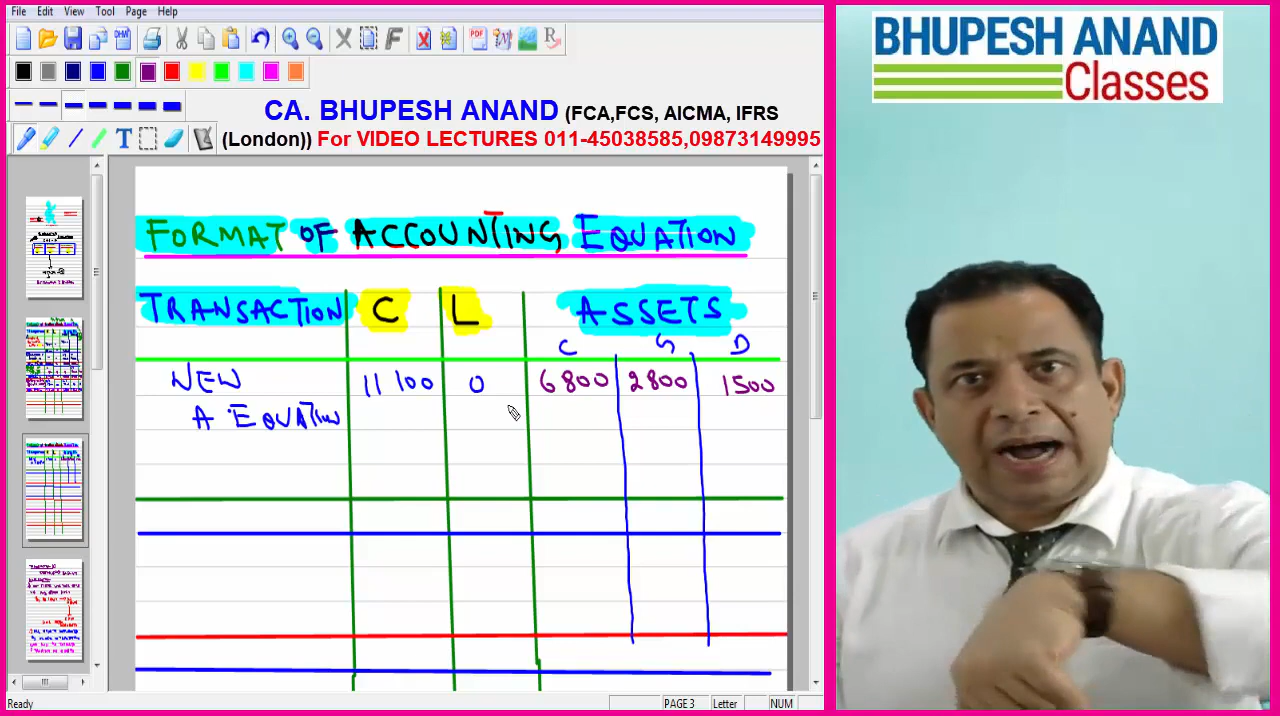 File Edit View Tool Page Help
BHUPESH ANAND
Classes
CA. BHUPESH ANAND (FCA,FCS, AICMA, IFRS
(London)) For VIDEO LECTURES 011-45038585,09873149995
FORMAT OF ACCOUNTING EQUATION
TRANSACTION C L ASSETS
C G D
NEW 11100 0 6800 2800 1500
A EQUATION
Ready PAGE 3 Letter NUM